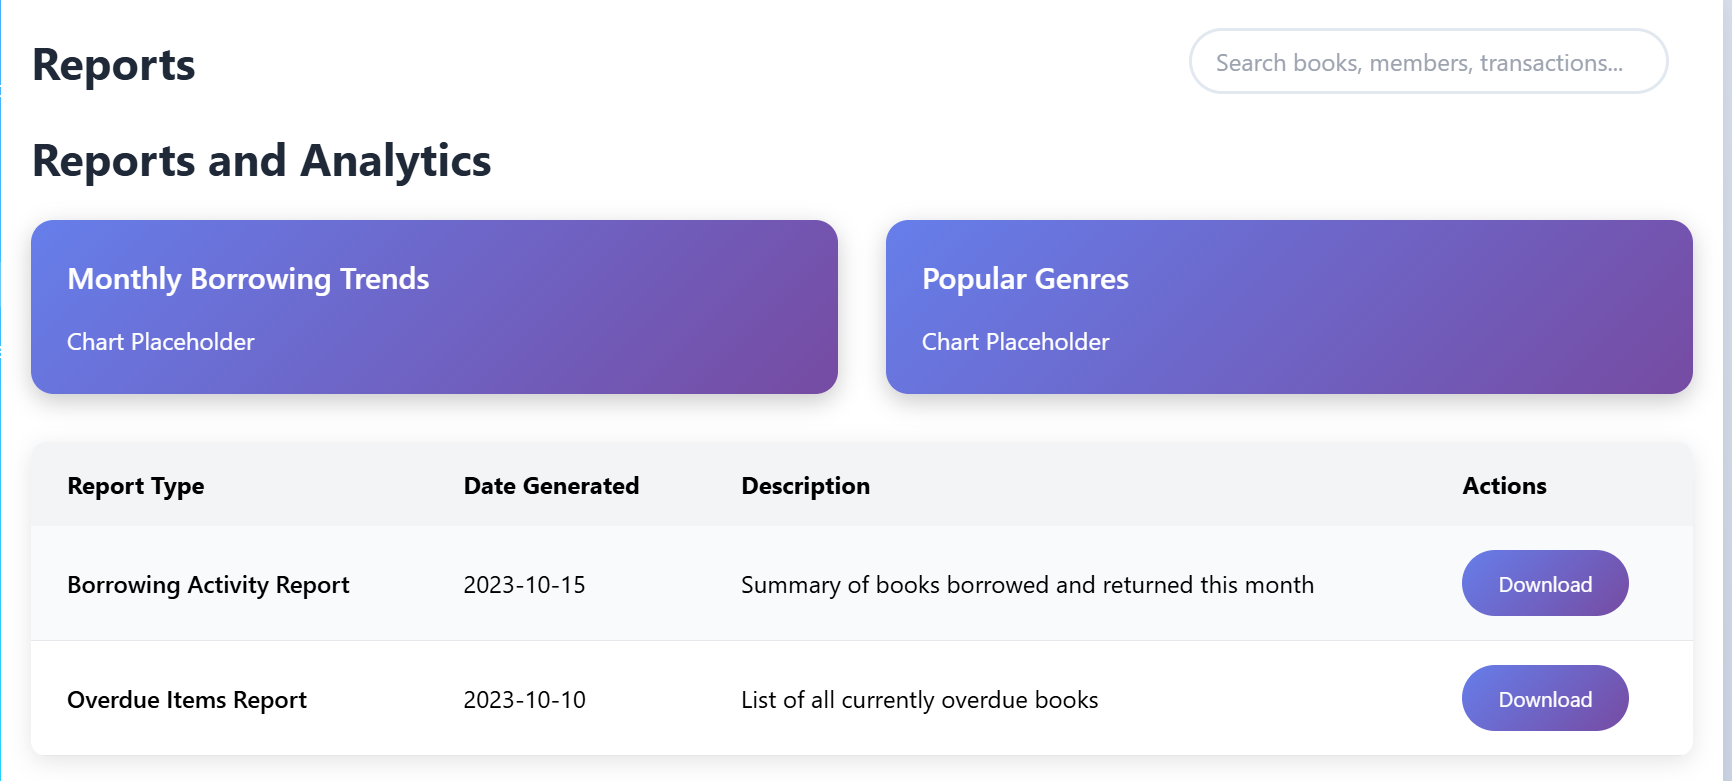 Reports
Search books, members, transactions...
Reports and Analytics
Monthly Borrowing Trends
Chart Placeholder
Popular Genres
Chart Placeholder
Report Type Date Generated Description Actions
Borrowing Activity Report 2023-10-15 Summary of books borrowed and returned this month Download
Overdue Items Report 2023-10-10 List of all currently overdue books Download